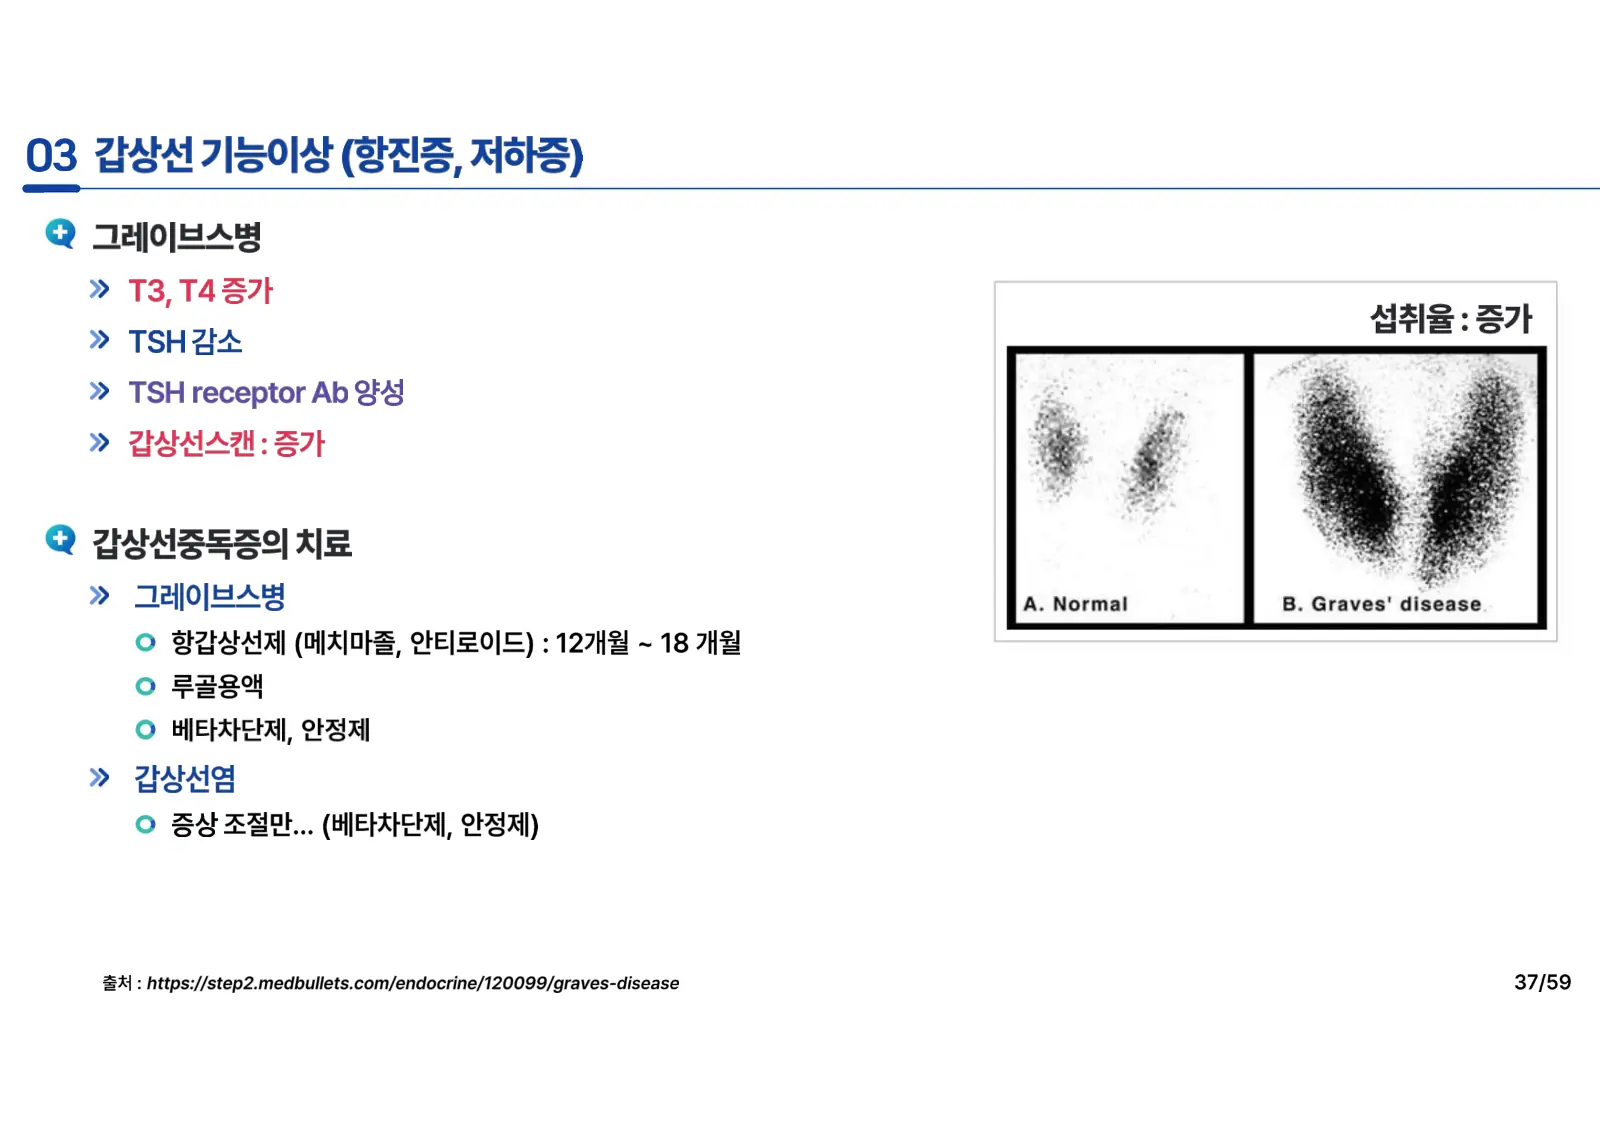 03 갑상선 기능이상 (항진증, 저하증)
그레이브스병
T3, T4 증가
TSH 감소
TSH receptor Ab 양성
갑상선스캔 : 증가
섭취율 : 증가
A. Normal
B. Graves' disease
갑상선중독증의 치료
그레이브스병
항갑상선제 (메치마졸, 안티로이드) : 12개월 ~ 18 개월
루골용액
베타차단제, 안정제
갑상선염
증상 조절만... (베타차단제, 안정제)
출처 : https://step2.medbullets.com/endocrine/120099/graves-disease
37/59